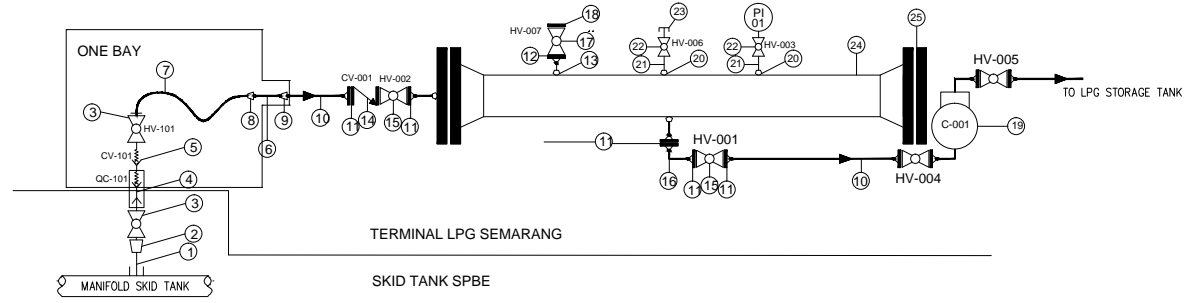 ONE BAY
7
3
HV-101
CV-101
5
QC-101
4
3
2
1
MANIFOLD SKID TANK
8
6
9
10
CV-001
HV-002
11
14
15
11
HV-007
18
17
12
13
23
22
HV-006
21
20
PI
01
22
HV-003
21
20
24
25
HV-005
TO LPG STORAGE TANK
C-001
19
HV-004
10
11
HV-001
16
11
15
11
TERMINAL LPG SEMARANG
SKID TANK SPBE